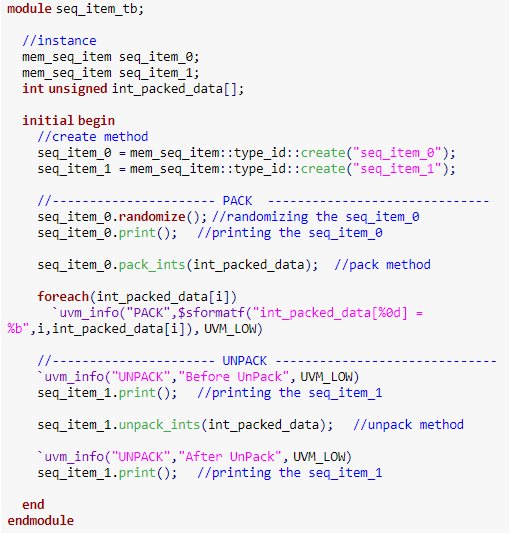 module seq_item_tb;
//instance
mem_seq_item seq_item_0;
mem_seq_item seq_item_1;
int unsigned int_packed_data[];
initial begin
//create method
seq_item_0 = mem_seq_item::type_id::create("seq_item_0");
seq_item_1 = mem_seq_item::type_id::create("seq_item_1");
//---------------------- PACK ------------------------------
seq_item_0.randomize(); //randomizing the seq_item_0
seq_item_0.print(); //printing the seq_item_0
seq_item_0.pack_ints(int_packed_data); //pack method
foreach(int_packed_data[i])
`uvm_info("PACK",$sformatf("int_packed_data[%0d] =
%b",i,int_packed_data[i]), UVM_LOW)
//---------------------- UNPACK ------------------------------
`uvm_info("UNPACK","Before UnPack", UVM_LOW)
seq_item_1.print(); //printing the seq_item_1
seq_item_1.unpack_ints(int_packed_data); //unpack method
`uvm_info("UNPACK","After UnPack", UVM_LOW)
seq_item_1.print(); //printing the seq_item_1
end
endmodule